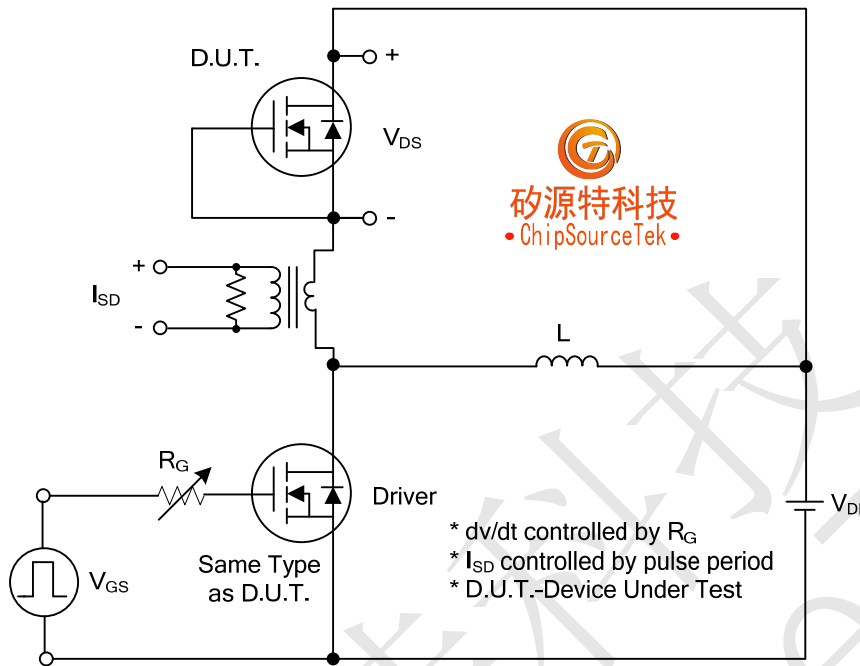 D.U.T.
+
VDS
-
矽源特科技
• ChipSourceTek •
+
ISD
-
L
RG
Driver
VGS
Same Type
as D.U.T.
* dv/dt controlled by RG
* ISD controlled by pulse period
* D.U.T.-Device Under Test